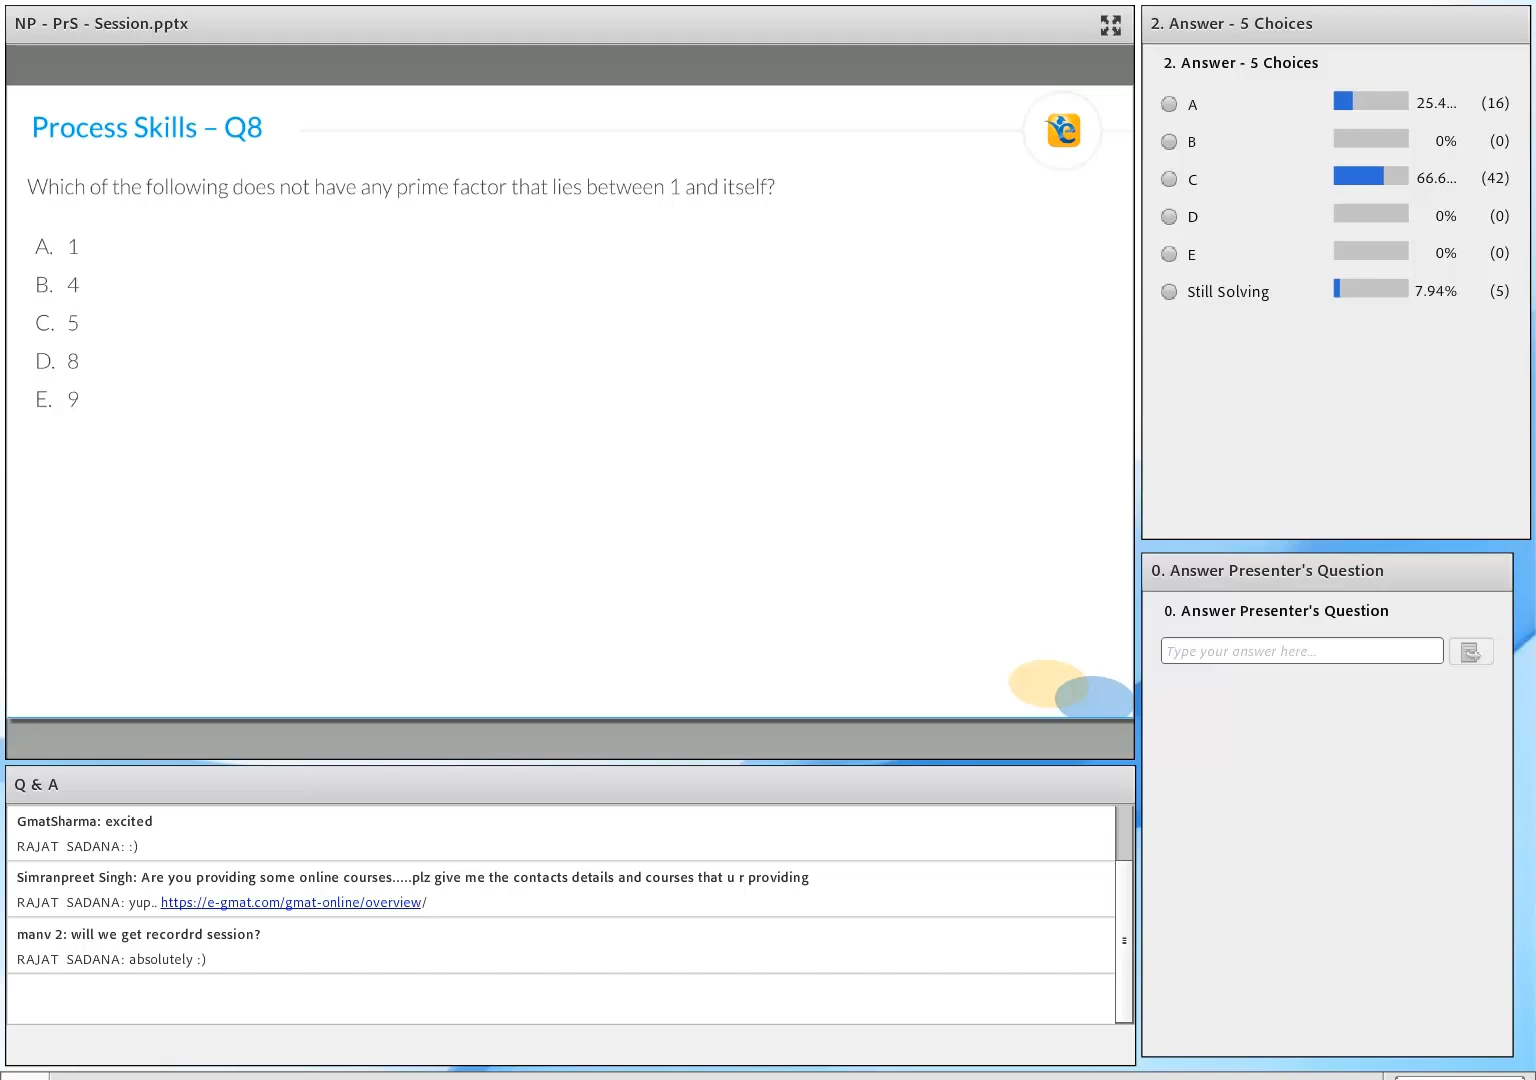 NP - PrS - Session.pptx
Process Skills – Q8
Which of the following does not have any prime factor that lies between 1 and itself?
A. 1
B. 4
C. 5
D. 8
E. 9
2. Answer - 5 Choices
2. Answer - 5 Choices
A 25.4... (16)
B 0% (0)
C 66.6... (42)
D 0% (0)
E 0% (0)
Still Solving 7.94% (5)
0. Answer Presenter's Question
0. Answer Presenter's Question
Type your answer here...
Q & A
GmatSharma: excited
RAJAT SADANA: :)
Simranpreet Singh: Are you providing some online courses.....plz give me the contacts details and courses that u r providing
RAJAT SADANA: yup.. https://e-gmat.com/gmat-online/overview/
manv 2: will we get recordrd session?
RAJAT SADANA: absolutely :)